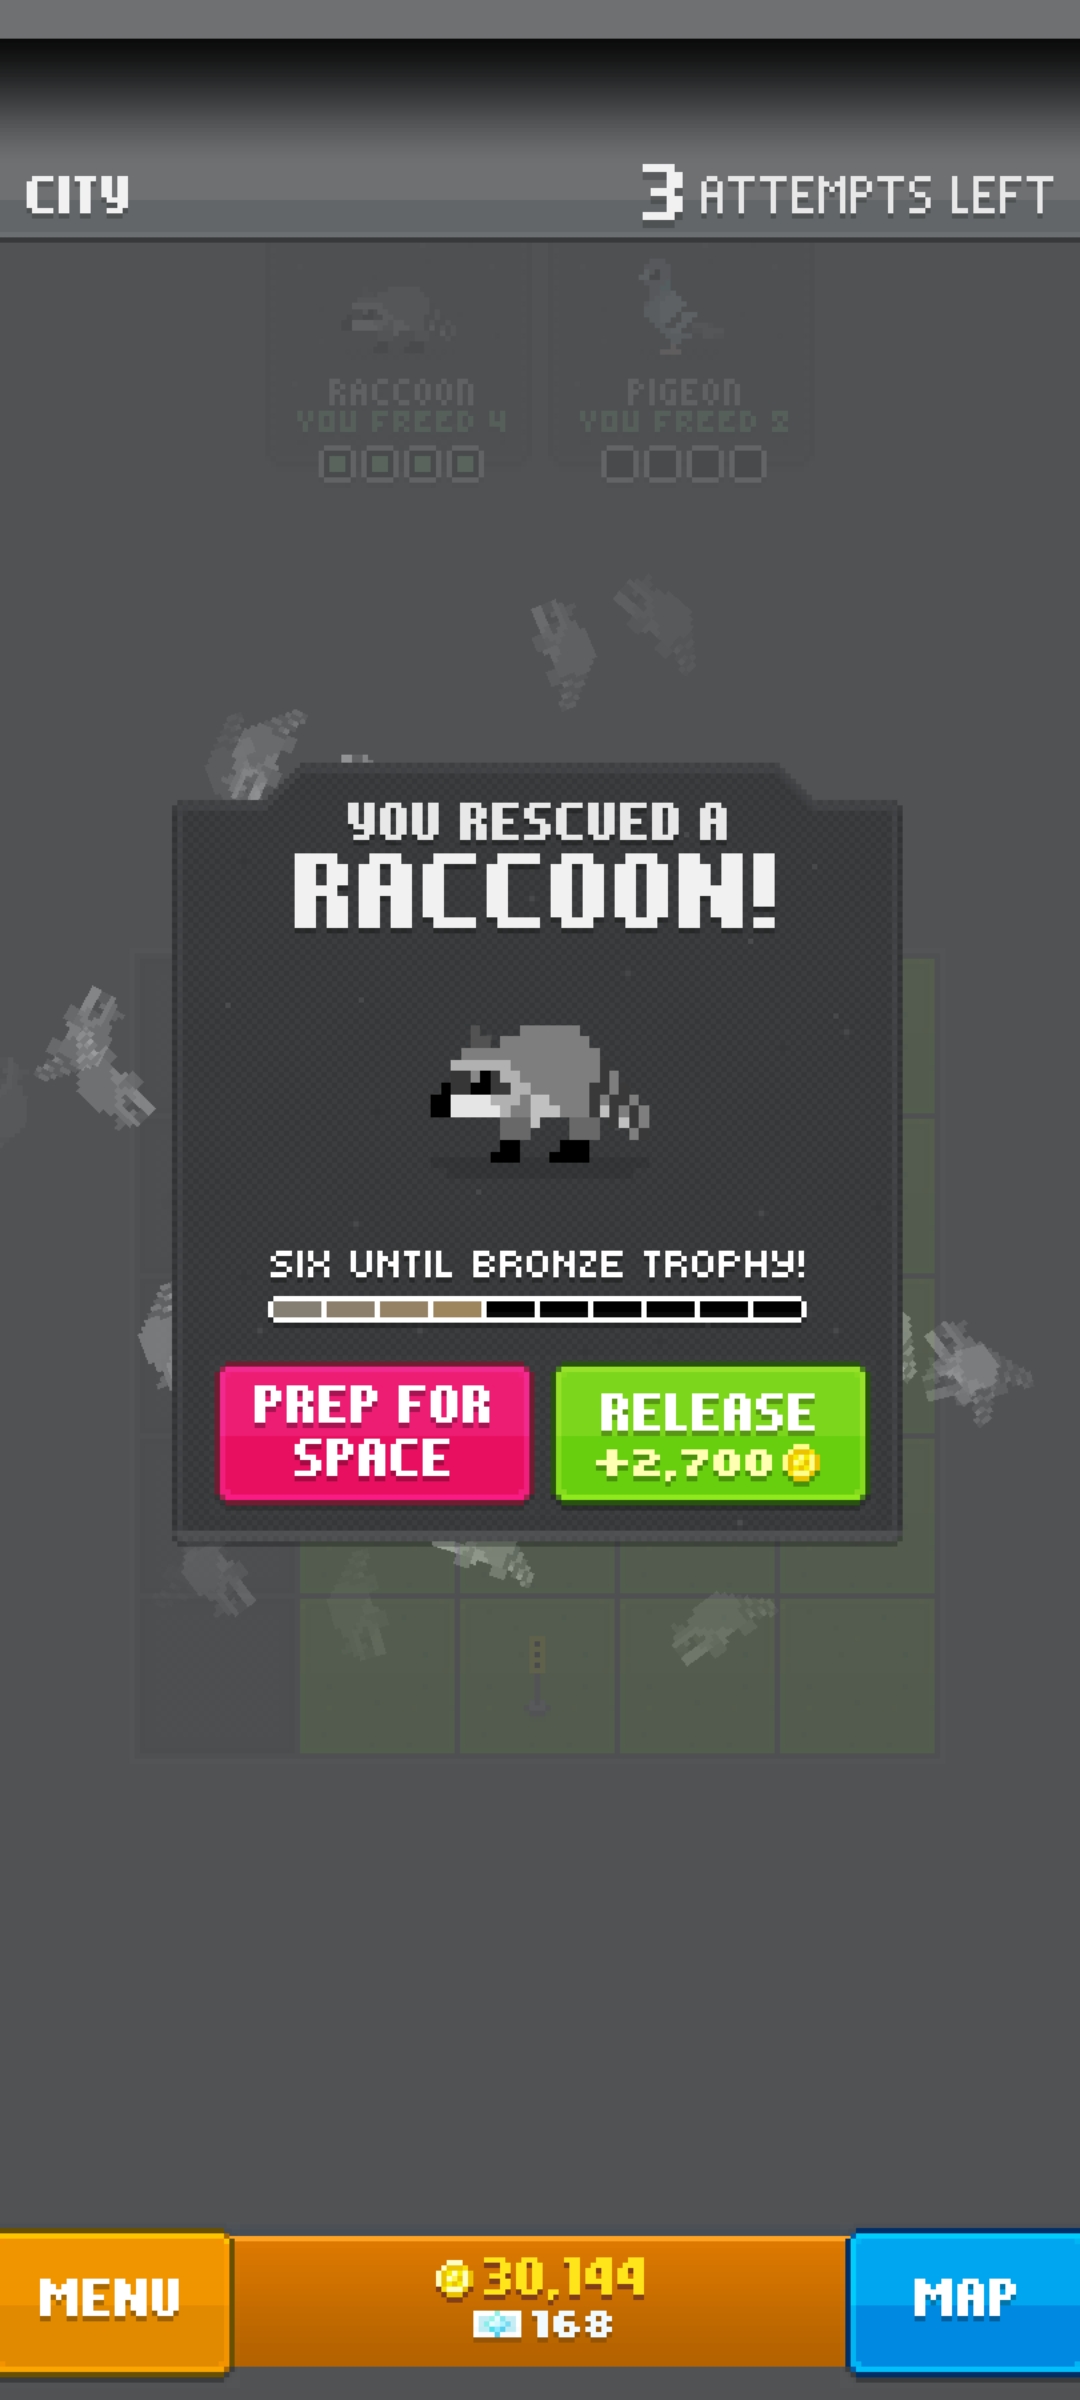 CITY
3 ATTEMPTS LEFT
RACCOON
YOU FREED 4
PIGEON
YOU FREED 8
YOU RESCUED A
RACCOON!
SIX UNTIL BRONZE TROPHY!
PREP FOR
SPACE
RELEASE
+2,700
MENU
30,144
168
MAP